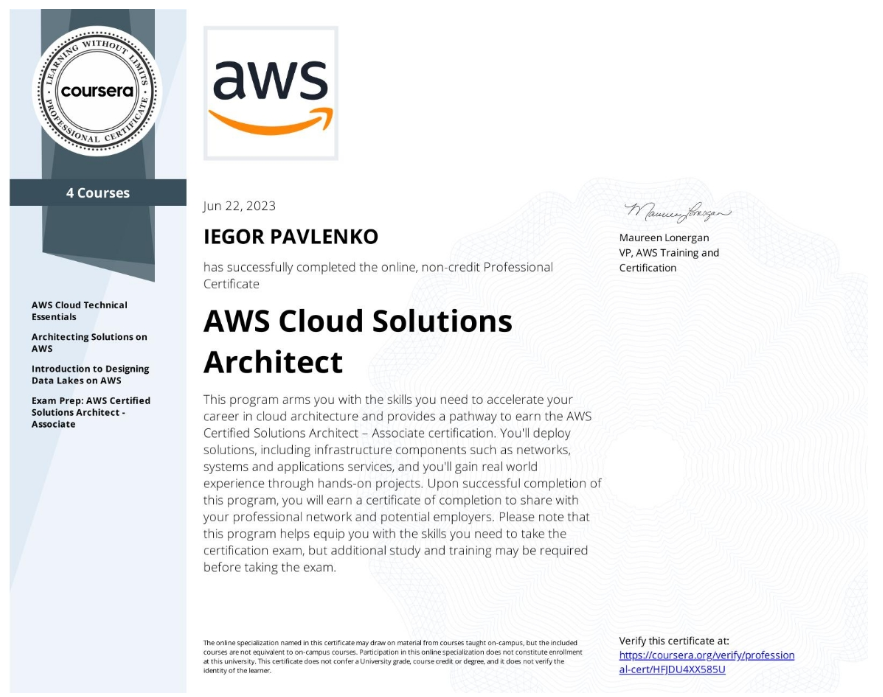 LEARNING WITHOUT LIMITS
coursera
PROFESSIONAL CERTIFICATE
aws
4 Courses
AWS Cloud Technical
Essentials
Architecting Solutions on
AWS
Introduction to Designing
Data Lakes on AWS
Exam Prep: AWS Certified
Solutions Architect -
Associate
Jun 22, 2023
IEGOR PAVLENKO
has successfully completed the online, non-credit Professional
Certificate
AWS Cloud Solutions
Architect
This program arms you with the skills you need to accelerate your
career in cloud architecture and provides a pathway to earn the AWS
Certified Solutions Architect – Associate certification. You'll deploy
solutions, including infrastructure components such as networks,
systems and applications services, and you'll gain real world
experience through hands-on projects. Upon successful completion of
this program, you will earn a certificate of completion to share with
your professional network and potential employers. Please note that
this program helps equip you with the skills you need to take the
certification exam, but additional study and training may be required
before taking the exam.
Maureen Lonergan
Maureen Lonergan
VP, AWS Training and
Certification
The online specialization named in this certificate may draw on material from courses taught on-campus, but the included
courses are not equivalent to on-campus courses. Participation in this online specialization does not constitute enrollment
at this university. This certificate does not confer a University grade, course credit or degree, and it does not verify the
identity of the learner.
Verify this certificate at:
https://coursera.org/verify/profession
al-cert/HFJDU4XX585U